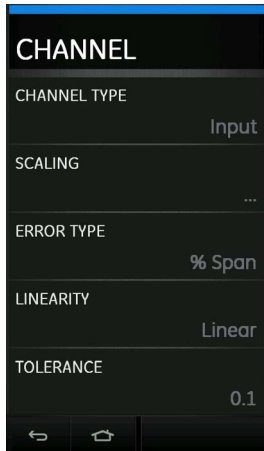 CHANNEL
CHANNEL TYPE
Input
SCALING
...
ERROR TYPE
% Span
LINEARITY
Linear
TOLERANCE
0.1